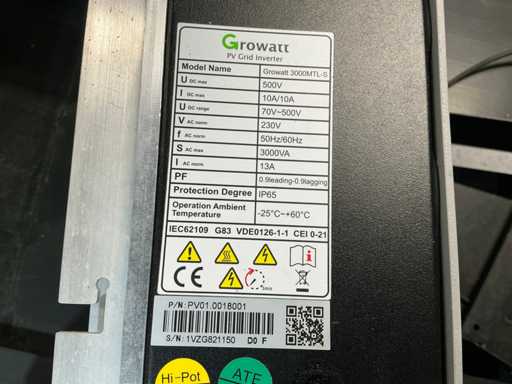 Growatt
PV Grid Inverter
Model Name Growatt 3000MTL-S
U DC max 500V
I DC max 10A/10A
U DC range 70V~500V
V AC norm 230V
f AC norm 50Hz/60Hz
S AC max 3000VA
I AC norm. 13A
PF 0.9leading-0.9lagging
Protection Degree IP65
Operation Ambient Temperature -25°C~+60°C
IEC62109 G83 VDE0126-1-1 CEI 0-21
CE 5min
P/N: PV01.0018001
S/N: 1VZG821150 D0 F
Hi-Pot ATE